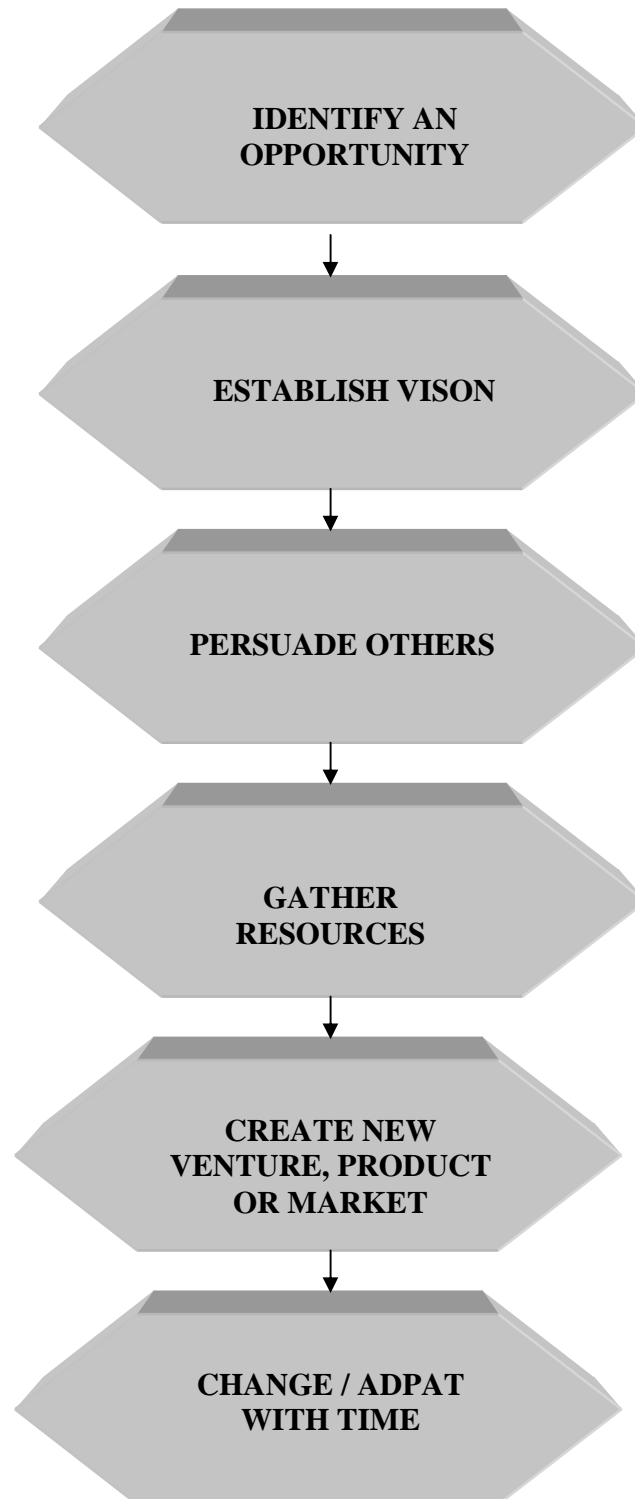 IDENTIFY AN
OPPORTUNITY
ESTABLISH VISON
PERSUADE OTHERS
GATHER
RESOURCES
CREATE NEW
VENTURE, PRODUCT
OR MARKET
CHANGE / ADPAT
WITH TIME